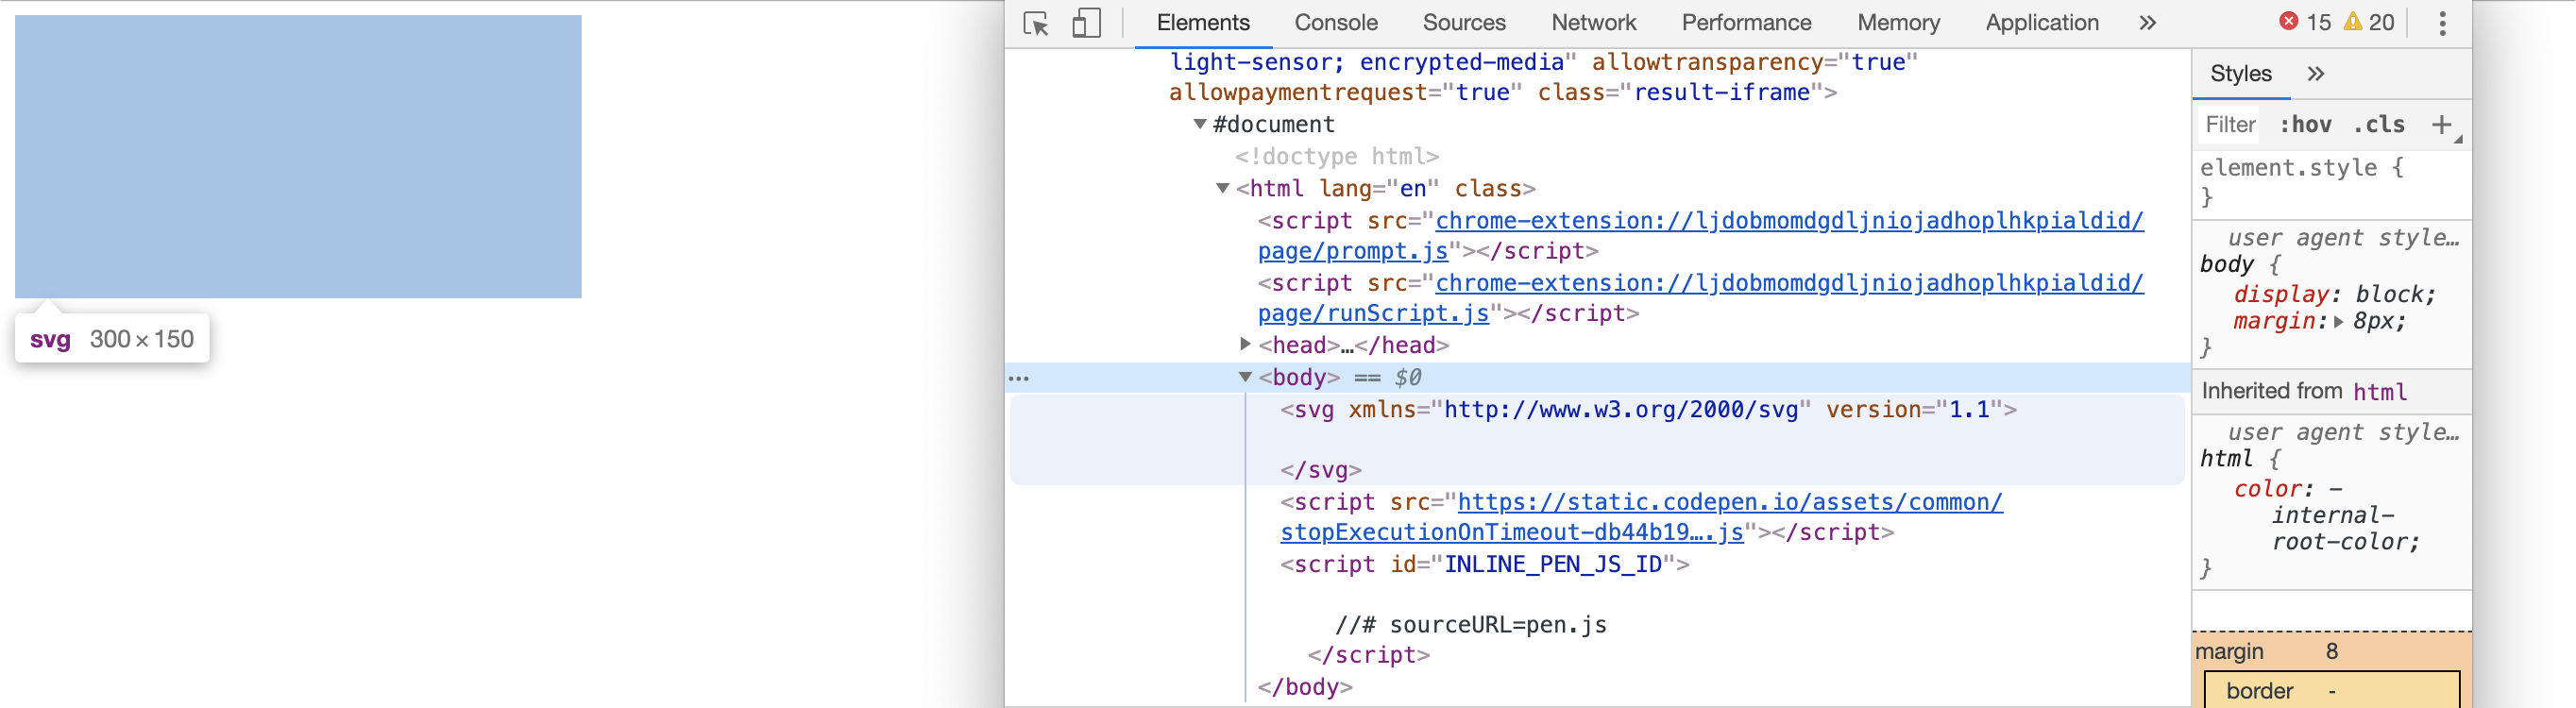 svg 300 × 150
Elements Console Sources Network Performance Memory Application » 15 20
light-sensor; encrypted-media" allowtransparency="true"
allowpaymentrequest="true" class="result-iframe">
▼#document
<!doctype html>
▼<html lang="en" class>
<script src="chrome-extension://ljdobmomdgdljniojadhoplhkpialdid/
page/prompt.js"></script>
<script src="chrome-extension://ljdobmomdgdljniojadhoplhkpialdid/
page/runScript.js"></script>
▶<head>…</head>
… ▼<body> == $0
<svg xmlns="http://www.w3.org/2000/svg" version="1.1">
</svg>
<script src="https://static.codepen.io/assets/common/
stopExecutionOnTimeout-db44b19….js"></script>
<script id="INLINE_PEN_JS_ID">
//# sourceURL=pen.js
</script>
</body>
Styles »
Filter :hov .cls +
element.style {
}
user agent style…
body {
display: block;
margin:▶ 8px;
}
Inherited from html
user agent style…
html {
color: -
internal-
root-color;
}
margin 8
border -